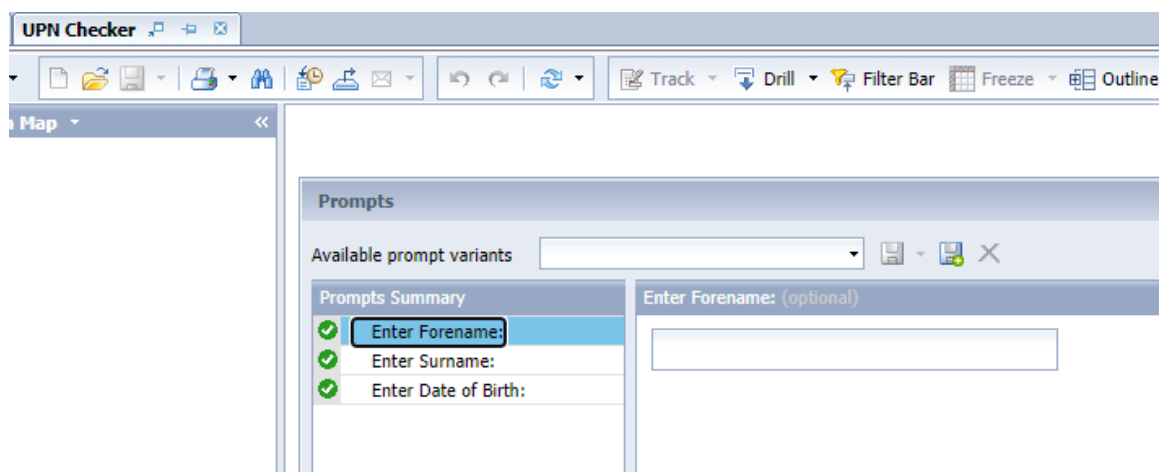 UPN Checker
Track Drill Filter Bar Freeze Outline
Map
Prompts
Available prompt variants
Prompts Summary Enter Forename: (optional)
Enter Forename:
Enter Surname:
Enter Date of Birth: